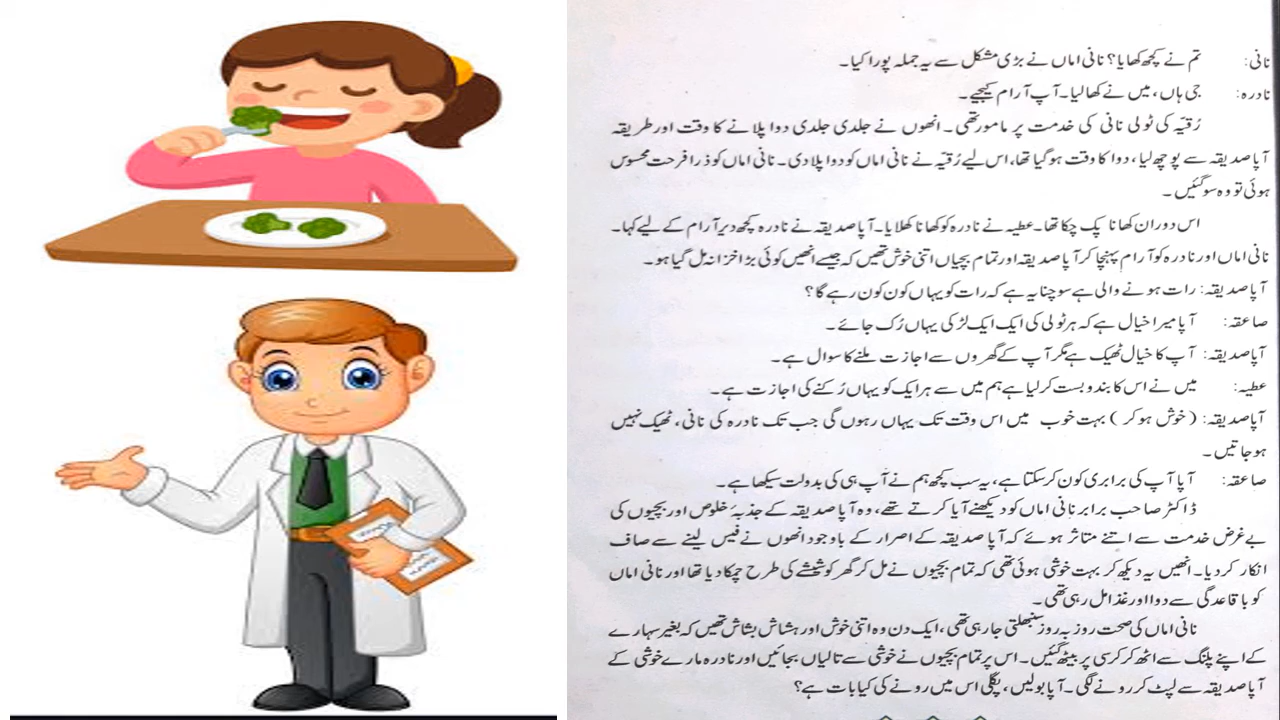 نانی: تم نے کچھ کھایا؟ نانی اماں نے بڑی مشکل سے یہ جملہ پورا کیا۔
نادرہ: جی ہاں، میں نے کھا لیا۔ آپ آرام کیجیے۔
رُقیّہ کی ٹولی نانی کی خدمت پر مامور تھی۔ انھوں نے جلدی جلدی دوا پلانے کا وقت اور طریقہ
آپا صدیقہ سے پوچھ لیا، دوا کا وقت ہو گیا تھا، اس لیے رُقیّہ نے نانی اماں کو دوا پلا دی۔ نانی اماں کو ذرا فرحت محسوس
ہوئی تو وہ سو گئیں۔
اس دوران کھانا پک چکا تھا۔ عطیہ نے نادرہ کو کھانا کھلایا۔ آپا صدیقہ نے نادرہ کچھ دیر آرام کے لیے کہا۔
نانی اماں اور نادرہ کو آرام پہنچا کر آپا صدیقہ اور تمام بچیاں اتنی خوش تھیں کہ جیسے انھیں کوئی بڑا خزانہ مل گیا ہو۔
آپا صدیقہ: رات ہونے والی ہے سوچنا یہ ہے کہ رات کو یہاں کون کون رہے گا؟
صاعقہ: آپا میرا خیال ہے کہ ہر ٹولی کی ایک ایک لڑکی یہاں رُک جائے۔
آپا صدیقہ: آپ کا خیال ٹھیک ہے مگر آپ کے گھروں سے اجازت ملنے کا سوال ہے۔
عطیہ: میں نے اس کا بندوبست کر لیا ہے ہم میں سے ہر ایک کو یہاں رُکنے کی اجازت ہے۔
آپا صدیقہ: (خوش ہو کر) بہت خوب میں اس وقت تک یہاں رہوں گی جب تک نادرہ کی نانی، ٹھیک نہیں
ہو جاتیں۔
صاعقہ: آپا آپ کی برابری کون کر سکتا ہے، یہ سب کچھ ہم نے آپ ہی کی بدولت سیکھا ہے۔
ڈاکٹر صاحب برابر نانی اماں کو دیکھنے آیا کرتے تھے، وہ آپا صدیقہ کے جذبۂ خلوص اور بچیوں کی
بے غرض خدمت سے اتنے متاثر ہوئے کہ آپا صدیقہ کے اصرار کے باوجود انھوں نے فیس لینے سے صاف
انکار کر دیا۔ انھیں یہ دیکھ کر بہت خوشی ہوئی تھی کہ تمام بچیوں نے مل کر گھر کو شیشے کی طرح چمکا دیا تھا اور نانی اماں
کو باقاعدگی سے دوا اور غذا مل رہی تھی۔
نانی اماں کی صحت روز بہ روز سنبھلتی جا رہی تھی، ایک دن وہ اتنی خوش اور ہشاش بشاش تھیں کہ بغیر سہارے
کے اپنے پلنگ سے اٹھ کر کرسی پر بیٹھ گئیں۔ اس پر تمام بچیوں نے خوشی سے تالیاں بجائیں اور نادرہ مارے خوشی کے
آپا صدیقہ سے لپٹ کر رونے لگی۔ آپا بولیں، پگلی اس میں رونے کی کیا بات ہے؟